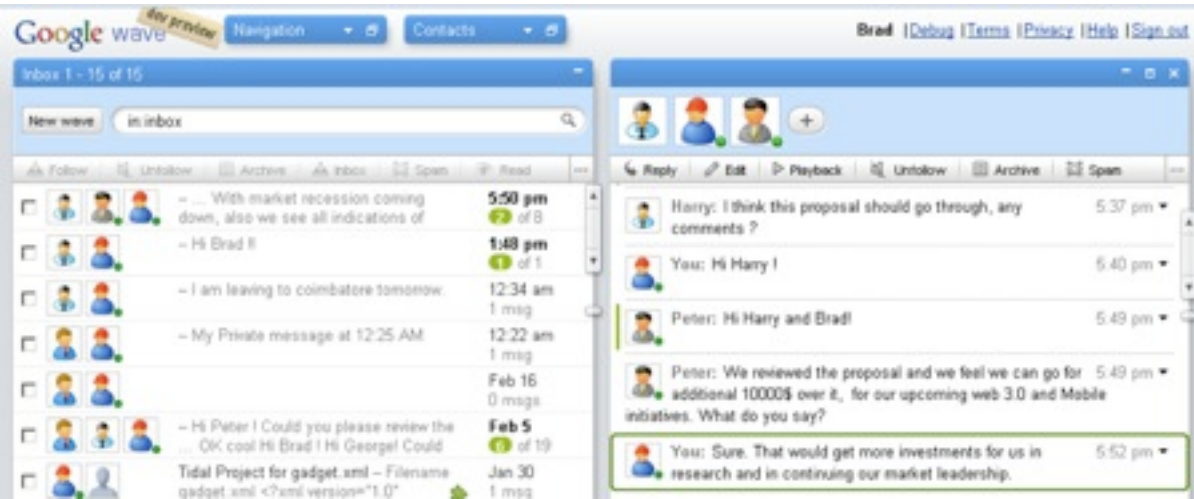 Google wave
dev preview
Navigation
Contacts
Brad | Debug | Terms | Privacy | Help | Sign out
Inbox 1 - 15 of 15
New wave
in:inbox
Follow Unfollow Archive Inbox Spam Read
– ... With market recession coming
down, also we see all indications of
5:50 pm
2 of 8
– Hi Brad !!
1:48 pm
1 of 1
– I am leaving to coimbatore tomorrow.
12:34 am
1 msg
– My Private message at 12:25 AM
12:22 am
1 msg
Feb 16
0 msgs
– Hi Peter ! Could you please review the
... OK cool Hi Brad ! Hi George! Could
Feb 5
6 of 19
Tidal Project for gadget.xml – Filename
gadget.xml <?xml version="1.0"
Jan 30
1 msg
Reply Edit Playback Unfollow Archive Spam
Harry: I think this proposal should go through, any
comments ?
5:37 pm
You: Hi Harry !
5:40 pm
Peter: Hi Harry and Brad!
5:49 pm
Peter: We reviewed the proposal and we feel we can go for
additional 10000$ over it, for our upcoming web 3.0 and Mobile
initiatives. What do you say?
5:49 pm
You: Sure. That would get more investments for us in
research and in continuing our market leadership.
5:52 pm